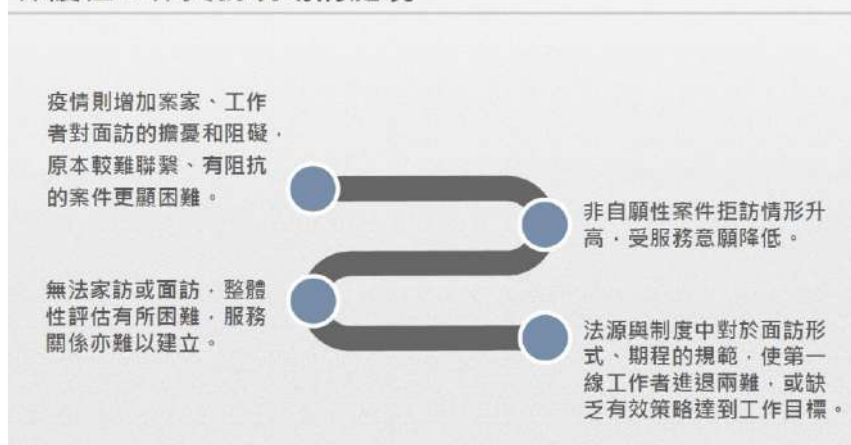 疫情則增加案家、工作
者對面訪的擔憂和阻礙，
原本較難聯繫、有阻抗
的案件更顯困難。
非自願性案件拒訪情形升
高，受服務意願降低。
無法家訪或面訪，整體
性評估有所困難，服務
關係亦難以建立。
法源與制度中對於面訪形
式、期程的規範，使第一
線工作者進退兩難，或缺
乏有效策略達到工作目標。